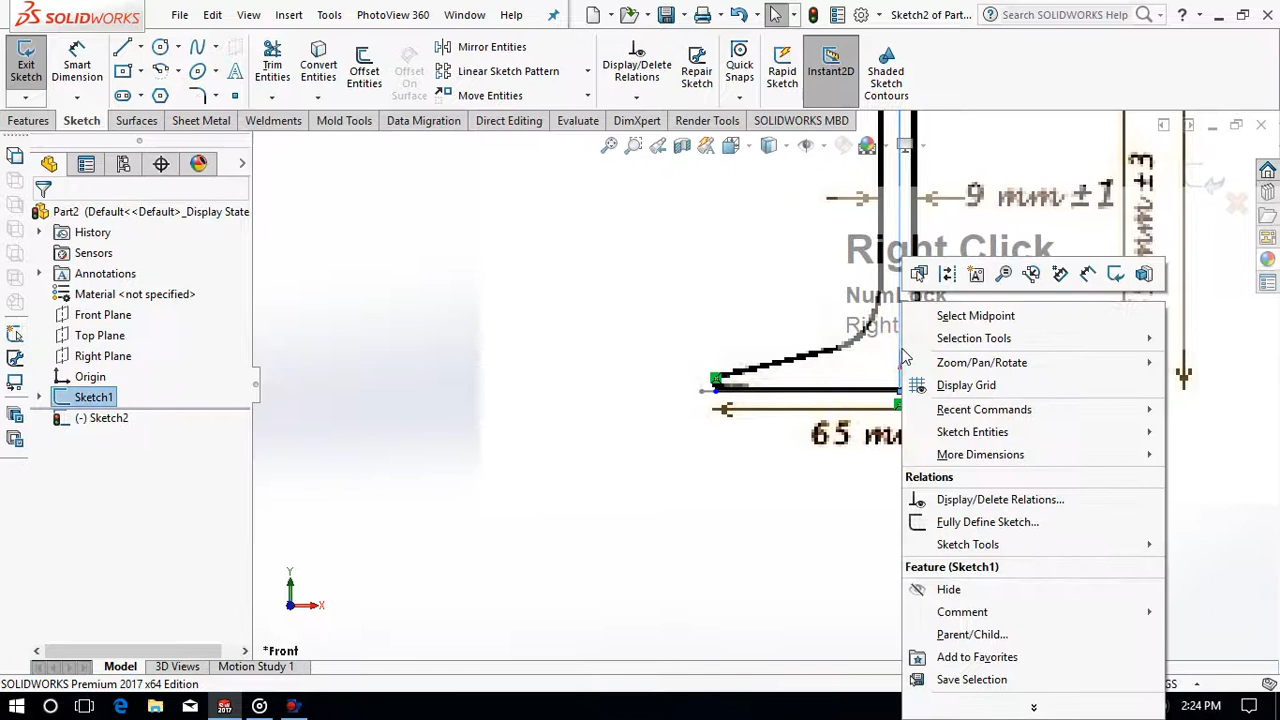 SOLIDWORKS
File Edit View Insert Tools PhotoView 360 Window Help
Sketch2 of Part...
Search SOLIDWORKS Help
Exit Sketch
Smart Dimension
Trim Entities
Convert Entities
Offset Entities
Offset On Surface
Mirror Entities
Linear Sketch Pattern
Move Entities
Display/Delete Relations
Repair Sketch
Quick Snaps
Rapid Sketch
Instant2D
Shaded Sketch Contours
Features Sketch Surfaces Sheet Metal Weldments Mold Tools Data Migration Direct Editing Evaluate DimXpert Render Tools SOLIDWORKS MBD
Part2 (Default<<Default>_Display State
History
Sensors
Annotations
Material <not specified>
Front Plane
Top Plane
Right Plane
Origin
Sketch1
(-) Sketch2
9 mm ±1
mm ±3
Right Click
NumLock
Right
65 m
Select Midpoint
Selection Tools
Zoom/Pan/Rotate
Display Grid
Recent Commands
Sketch Entities
More Dimensions
Relations
Display/Delete Relations...
Fully Define Sketch...
Sketch Tools
Feature (Sketch1)
Hide
Comment
Parent/Child...
Add to Favorites
Save Selection
Y
X
*Front
Model 3D Views Motion Study 1
SOLIDWORKS Premium 2017 x64 Edition
GS
2017
2:24 PM